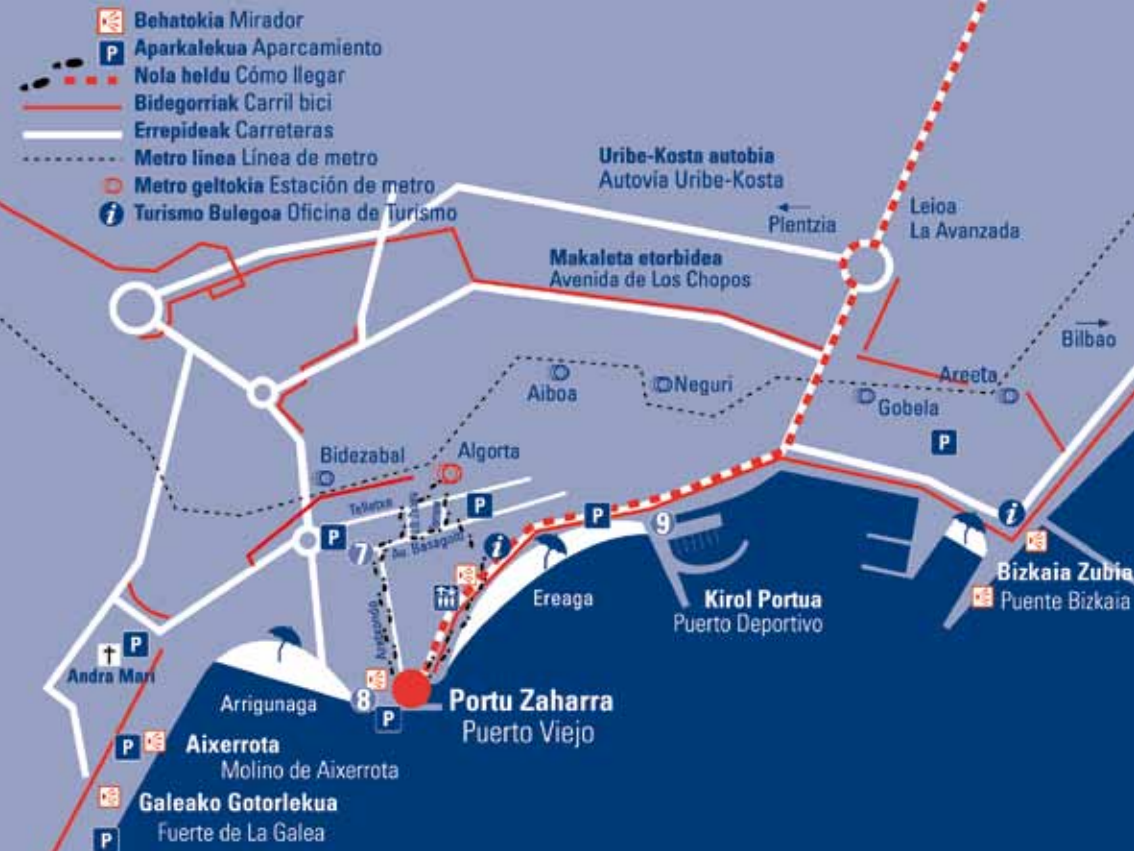 Behatokia Mirador
P Aparkalekua Aparcamiento
Nola heldu Cómo llegar
Bidegorriak Carril bici
Errepideak Carreteras
Metro linea Línea de metro
Metro geltokia Estación de metro
i Turismo Bulegoa Oficina de Turismo
Uribe-Kosta autobia
Autovía Uribe-Kosta
Plentzia
Leioa
La Avanzada
Makaleta etorbidea
Avenida de Los Chopos
Bilbao
Aiboa
Neguri
Areeta
Gobela
P
Bidezabal
Algorta
Telletxe
P
P
P
7
Av. Basagoiti
i
9
i
Ereaga
Kirol Portua
Puerto Deportivo
Bizkaia Zubia
Puente Bizkaia
P
Andra Mari
Arrigunaga
8
P
Portu Zaharra
Puerto Viejo
P
Aixerrota
Molino de Aixerrota
Galeako Gotorlekua
Fuerte de La Galea
P